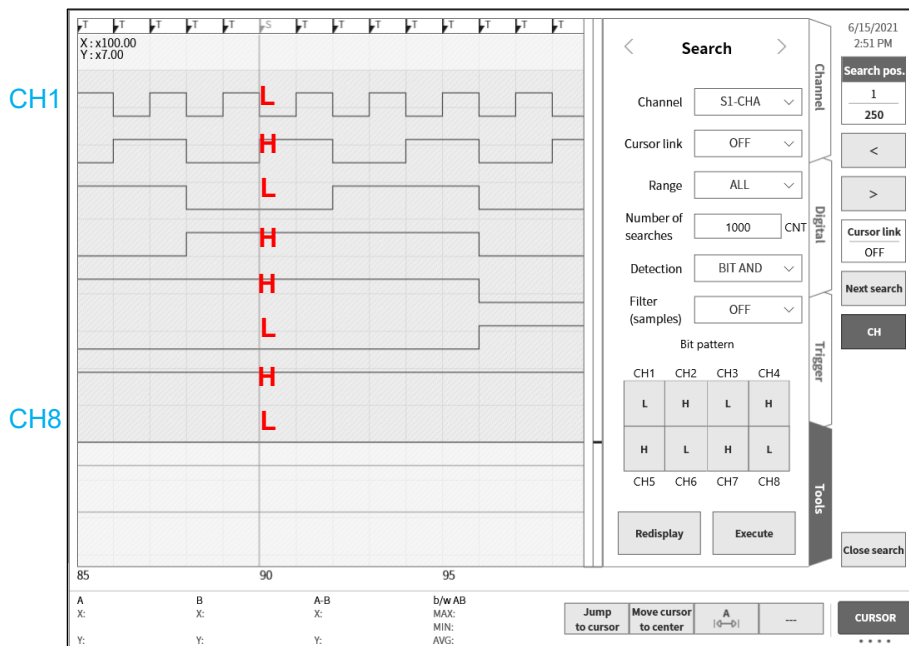 T T T T T S T T T T T T T T
X : x100.00
Y : x7.00
CH1
L
H
L
H
H
L
H
L
CH8
85 90 95
Search
Channel S1-CHA
Cursor link OFF
Range ALL
Number of
searches
1000 CNT
Detection BIT AND
Filter
(samples)
OFF
Bit pattern
CH1 CH2 CH3 CH4
L H L H
H L H L
CH5 CH6 CH7 CH8
Redisplay Execute
Channel
Digital
Trigger
Tools
6/15/2021
2:51 PM
Search pos.
1
250
<
>
Cursor link
OFF
Next search
CH
Close search
A B A-B b/w AB
X: X: X: MAX:
MIN:
Y: Y: Y: AVG:
Jump
to cursor
Move cursor
to center
A
---
CURSOR